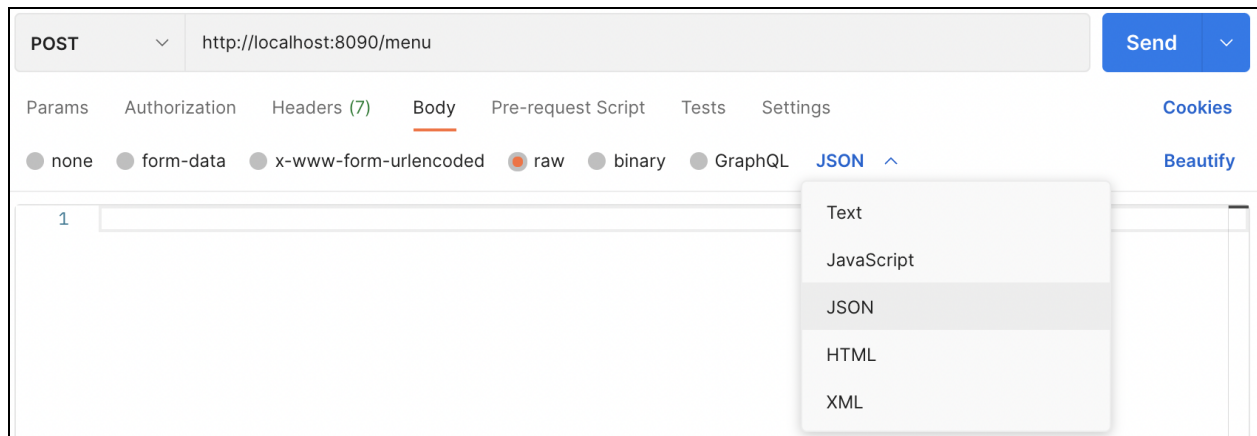 POST http://localhost:8090/menu Send
Params Authorization Headers (7) Body Pre-request Script Tests Settings Cookies
none form-data x-www-form-urlencoded raw binary GraphQL JSON Beautify
1
Text
JavaScript
JSON
HTML
XML